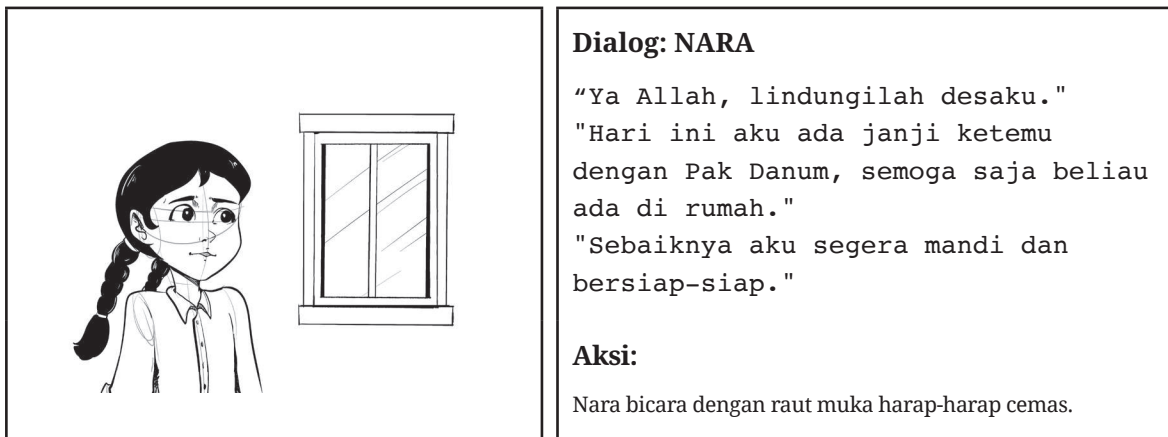 Dialog: NARA
“Ya Allah, lindungilah desaku."
"Hari ini aku ada janji ketemu
dengan Pak Danum, semoga saja beliau
ada di rumah."
"Sebaiknya aku segera mandi dan
bersiap-siap."
Aksi:
Nara bicara dengan raut muka harap-harap cemas.